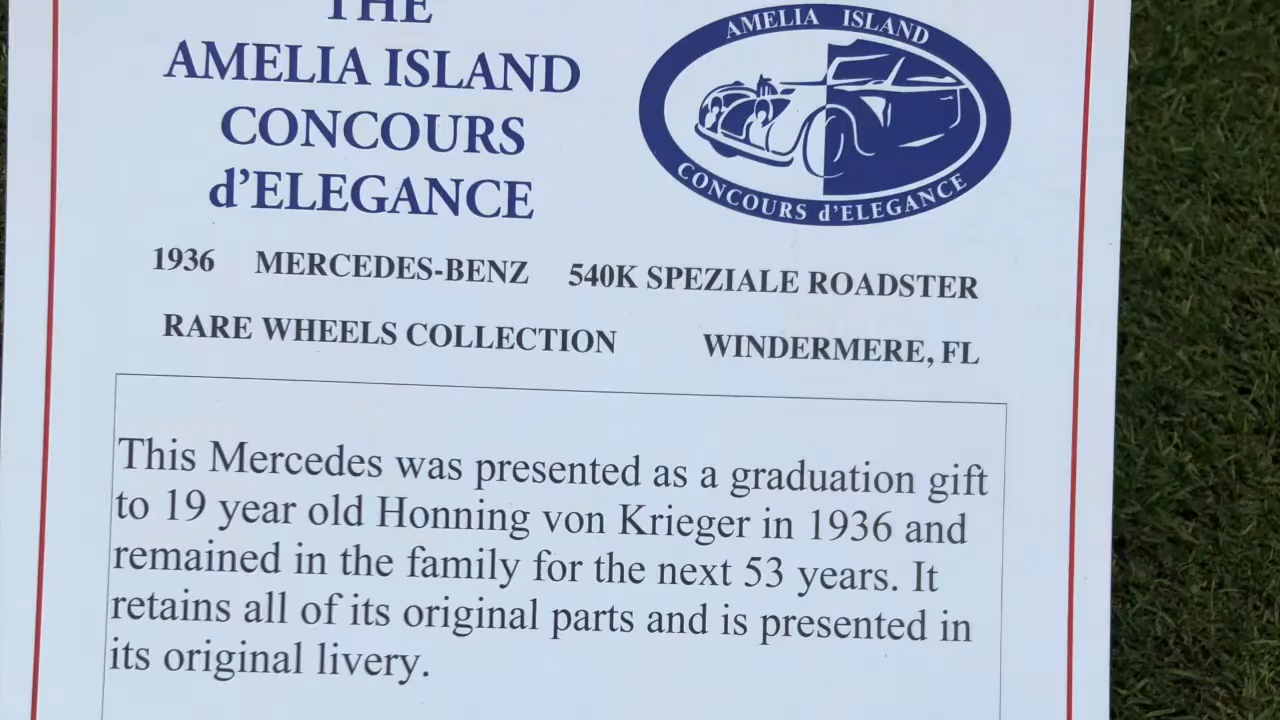 THE
AMELIA ISLAND
CONCOURS
d’ELEGANCE
AMELIA ISLAND
CONCOURS d’ELEGANCE
1936 MERCEDES-BENZ 540K SPEZIALE ROADSTER
RARE WHEELS COLLECTION WINDERMERE, FL
This Mercedes was presented as a graduation gift
to 19 year old Honning von Krieger in 1936 and
remained in the family for the next 53 years. It
retains all of its original parts and is presented in
its original livery.